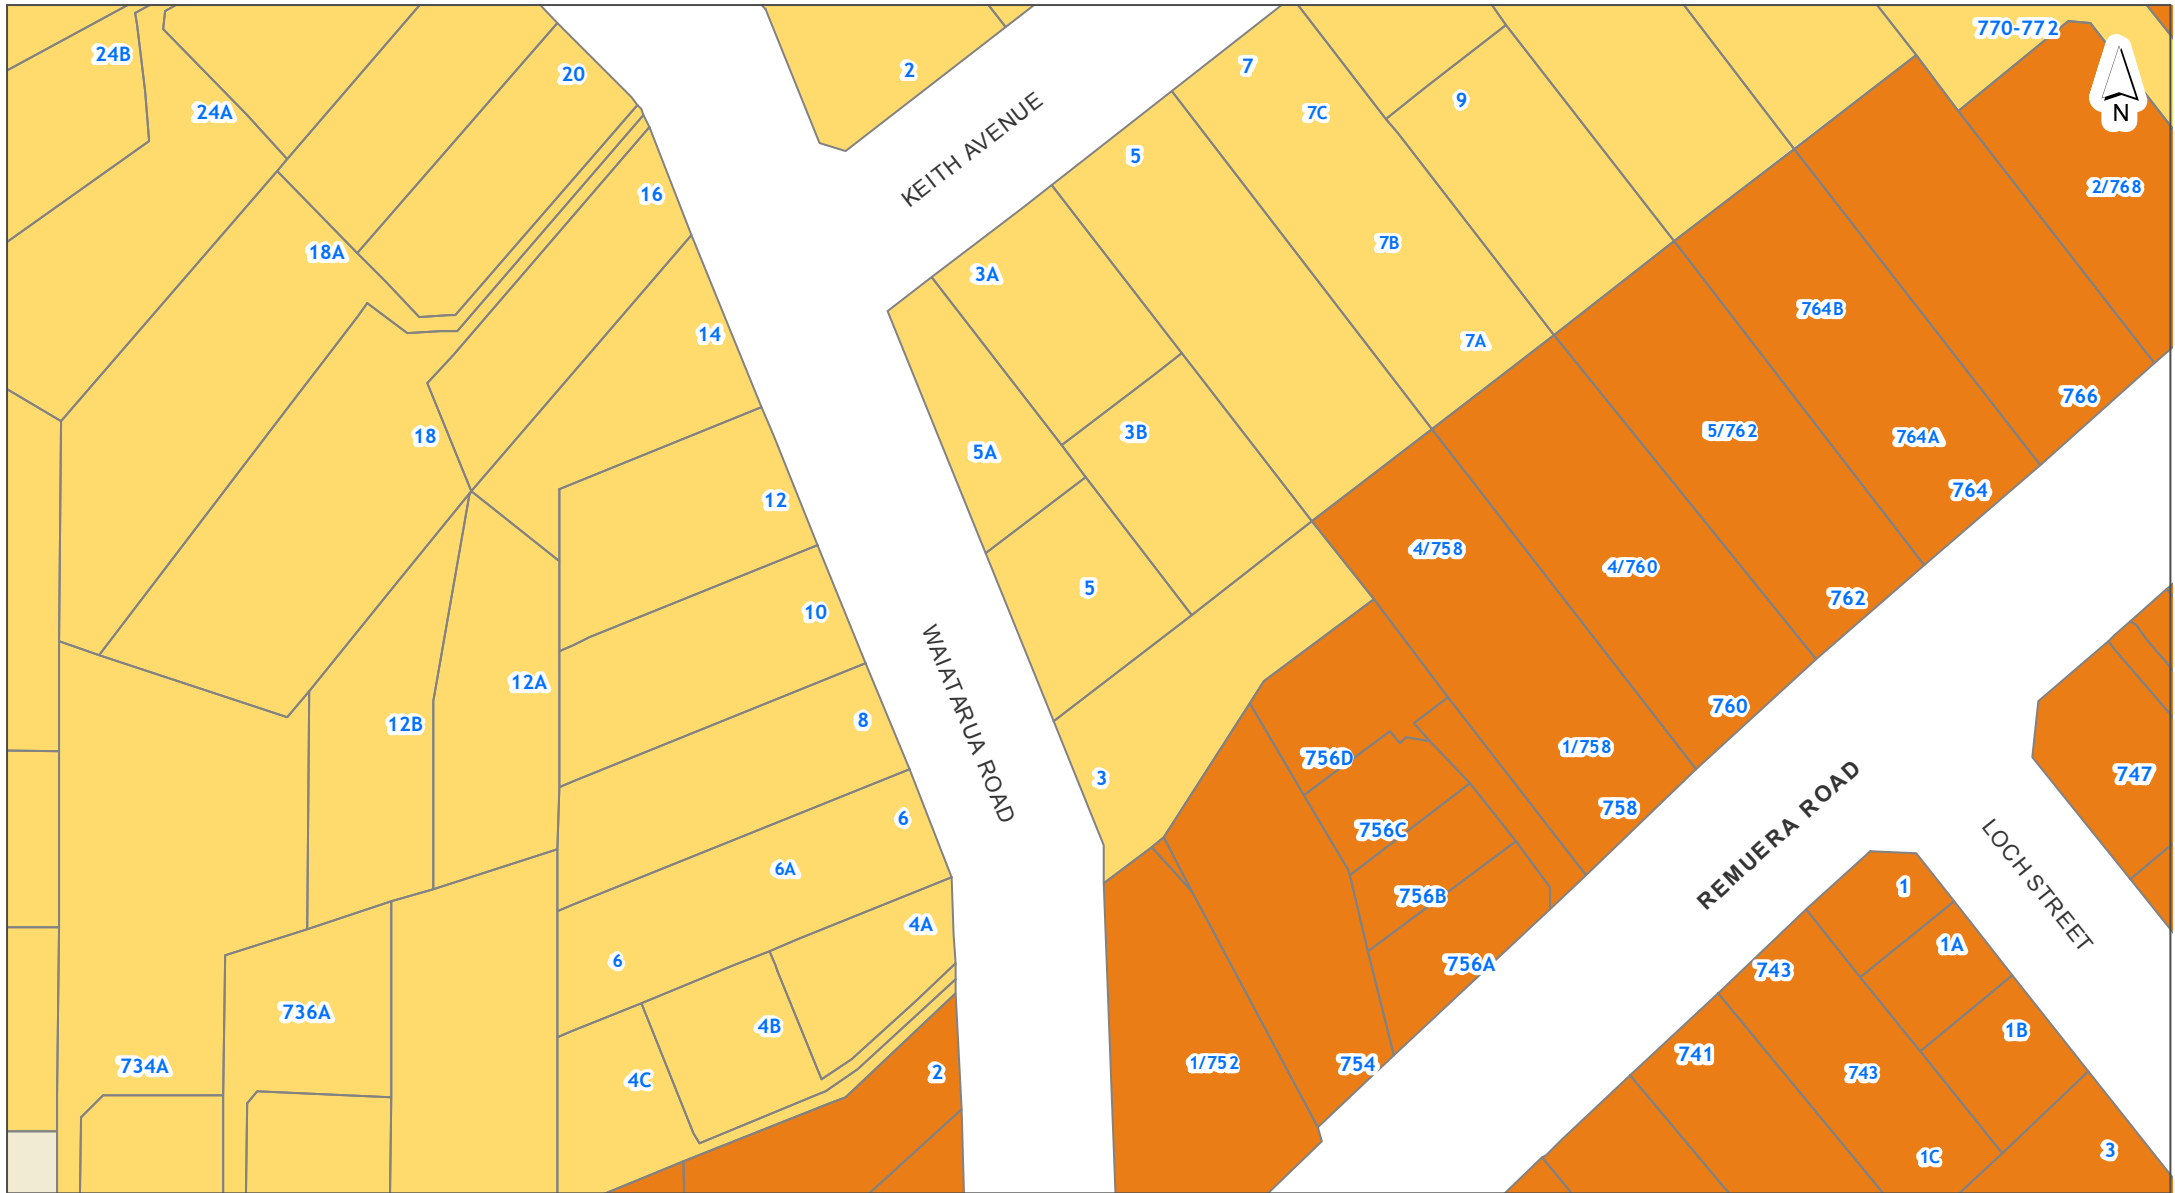 770-772
24B
20
2
7
N
24A
7C
9
KEITH AVENUE
5
2/768
16
18A
3A
7B
764B
14
7A
766
18
5A
3B
5/762
764A
12
764
4/758
4/760
5
10
762
WAIATARUA ROAD
12A
12B
8
760
756D
1/758
3
747
6
758
REMUERA ROAD
756C
LOCH STREET
6A
756B
1
4A
1A
6
756A
743
736A
4B
1B
741
734A
4C
2
1/752
754
743
1C
3